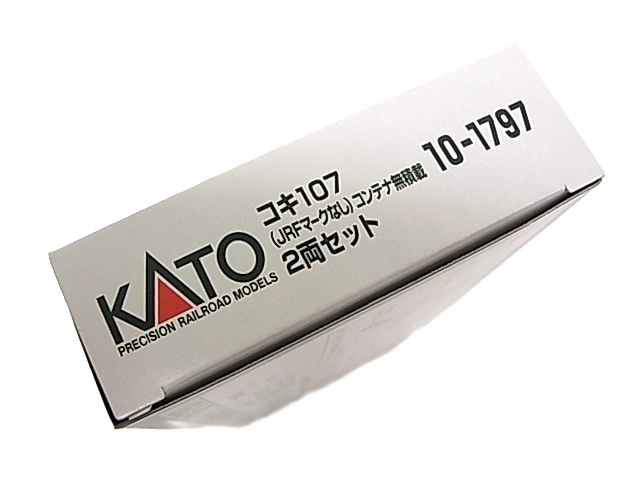 KATO
PRECISION RAILROAD MODELS
コキ107
(JRFマークなし)コンテナ無積載
2両セット
10-1797